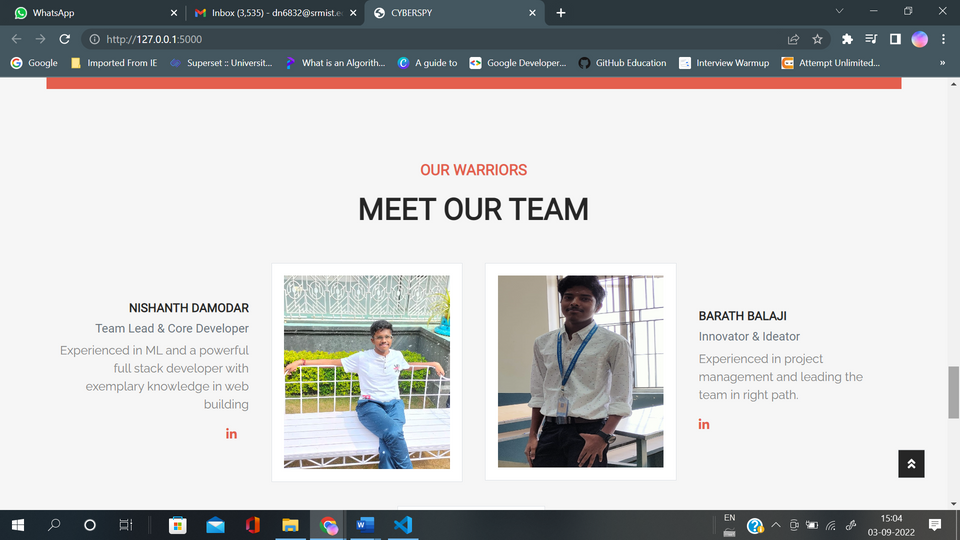 WhatsApp
Inbox (3,535) - dn6832@srmist.e
CYBERSPY
http://127.0.0.1:5000
Google
Imported From IE
Superset :: Universit...
What is an Algorith...
A guide to
Google Developer...
GitHub Education
Interview Warmup
Attempt Unlimited...
»
OUR WARRIORS
MEET OUR TEAM
NISHANTH DAMODAR
Team Lead & Core Developer
Experienced in ML and a powerful
full stack developer with
exemplary knowledge in web
building
in
BARATH BALAJI
Innovator & Ideator
Experienced in project
management and leading the
team in right path.
in
EN
15:04
03-09-2022